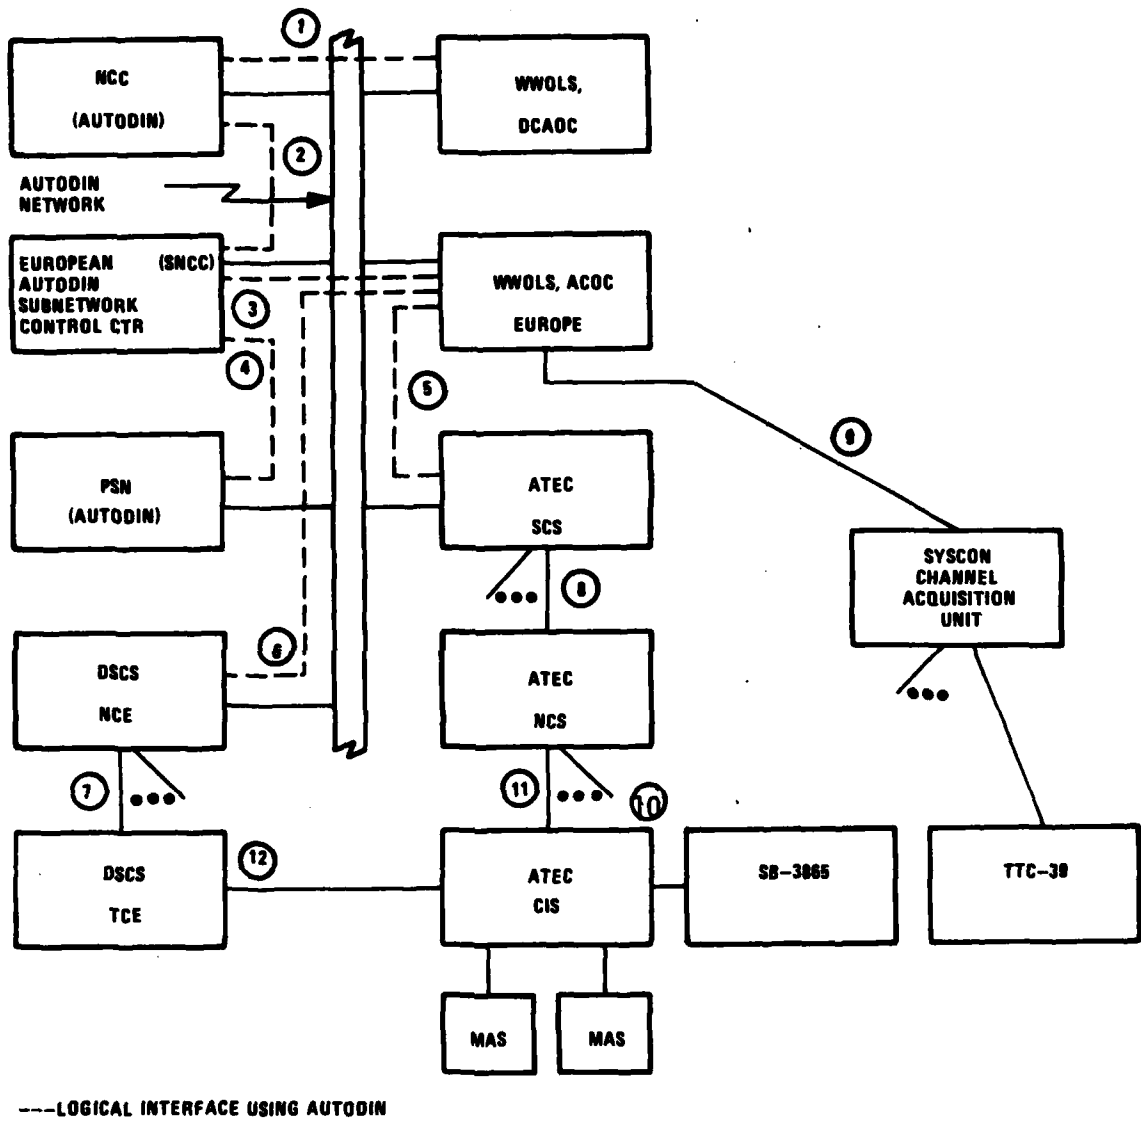 1
NCC
(AUTODIN)
WWOLS,
DCAOC
2
AUTODIN
NETWORK
EUROPEAN (SNCC)
AUTODIN
SUBNETWORK
CONTROL CTR
WWOLS, ACOC
EUROPE
3
4
5
9
PSN
(AUTODIN)
ATEC
SCS
SYSCON
CHANNEL
ACQUISITION
UNIT
8
6
DSCS
NCE
ATEC
NCS
7
11
10
DSCS
TCE
12
ATEC
CIS
SB-3865
TTC-39
MAS
MAS
---LOGICAL INTERFACE USING AUTODIN